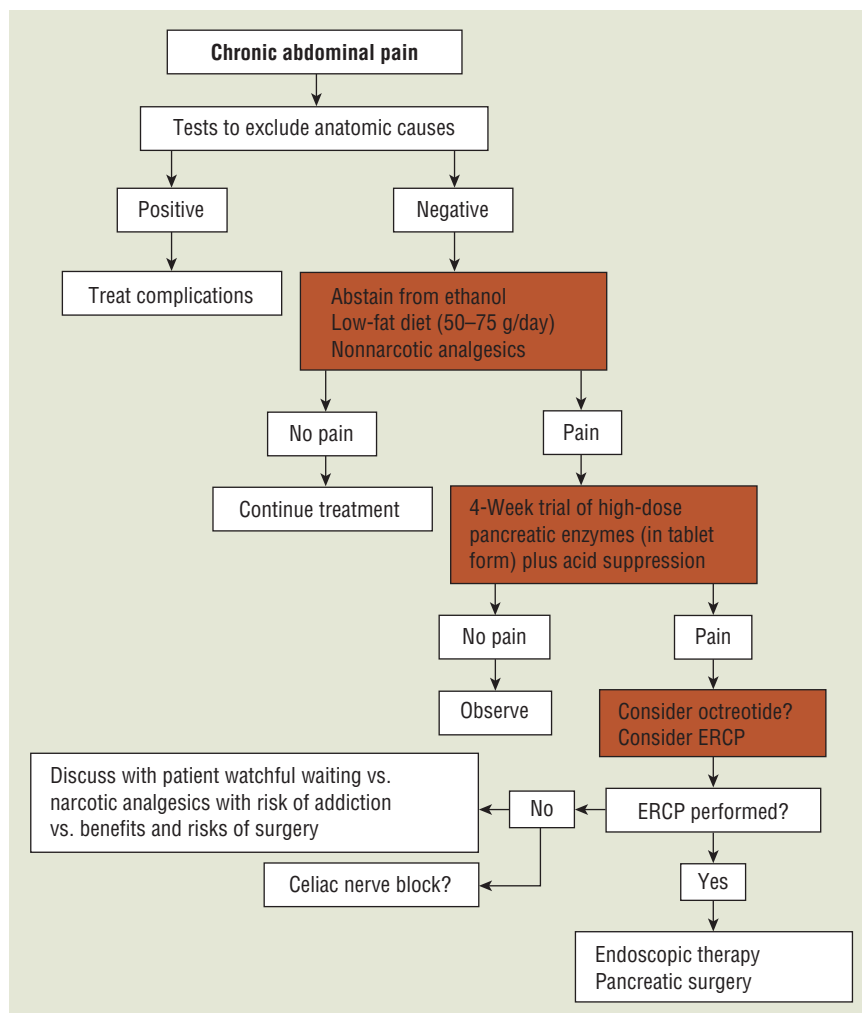 Chronic abdominal pain
Tests to exclude anatomic causes
Positive
Negative
Treat complications
Abstain from ethanol
Low-fat diet (50–75 g/day)
Nonnarcotic analgesics
No pain
Pain
Continue treatment
4-Week trial of high-dose
pancreatic enzymes (in tablet
form) plus acid suppression
No pain
Pain
Observe
Consider octreotide?
Consider ERCP
Discuss with patient watchful waiting vs.
narcotic analgesics with risk of addiction
vs. benefits and risks of surgery
No
ERCP performed?
Celiac nerve block?
Yes
Endoscopic therapy
Pancreatic surgery